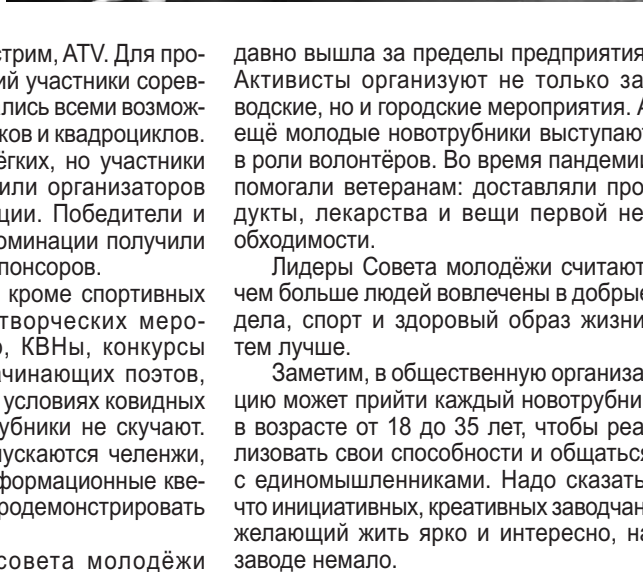 стрим, ATV. Для про-
ий участники сорев-
ались всеми возмож-
ков и квадроциклов.
ёгких, но участники
или организаторов
ции. Победители и
оминации получили
понсоров.
кроме спортивных
творческих меро-
о, КВНы, конкурсы
ачинающих поэтов,
условиях ковидных
убники не скучают.
пускаются челенжи,
формационные кве-
родемонстрировать
совета молодёжи
давно вышла за пределы предприятия
Активисты организуют не только за
водские, но и городские мероприятия. А
ещё молодые новотрубники выступают
в роли волонтёров. Во время пандемии
помогали ветеранам: доставляли про
дукты, лекарства и вещи первой не
обходимости.
Лидеры Совета молодёжи считают
чем больше людей вовлечены в добрые
дела, спорт и здоровый образ жизни
тем лучше.
Заметим, в общественную организа
цию может прийти каждый новотрубни
в возрасте от 18 до 35 лет, чтобы реа
лизовать свои способности и общаться
с единомышленниками. Надо сказать
что инициативных, креативных заводчан
желающий жить ярко и интересно, на
заводе немало.